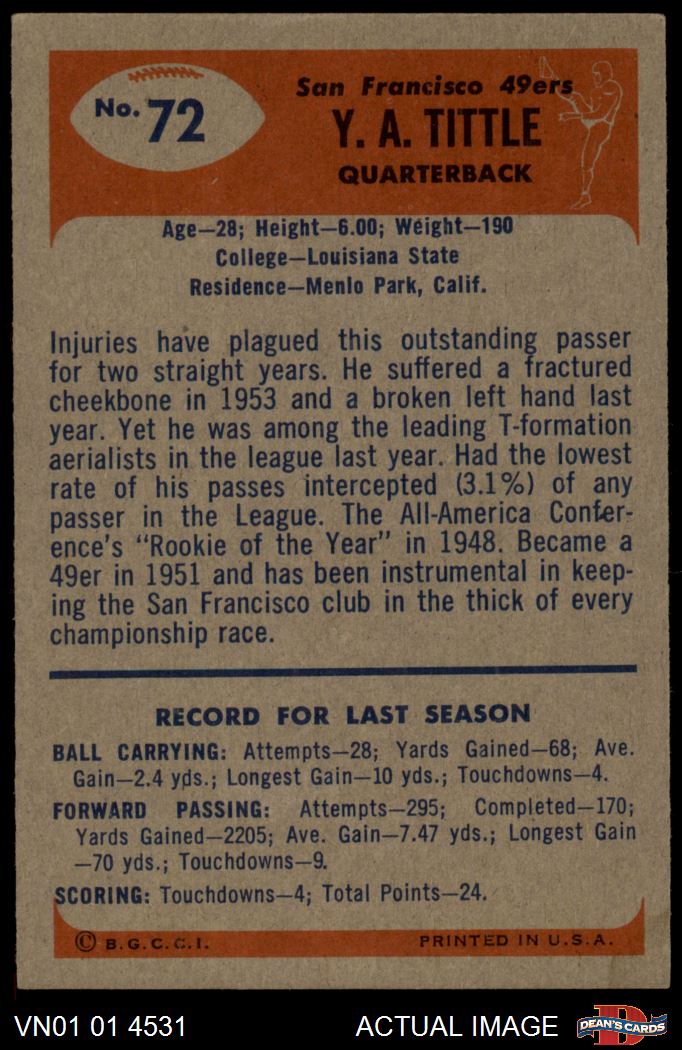 No. 72
San Francisco 49ers
Y. A. TITTLE
QUARTERBACK
Age—28; Height—6.00; Weight—190
College—Louisiana State
Residence—Menlo Park, Calif.
Injuries have plagued this outstanding passer
for two straight years. He suffered a fractured
cheekbone in 1953 and a broken left hand last
year. Yet he was among the leading T-formation
aerialists in the league last year. Had the lowest
rate of his passes intercepted (3.1%) of any
passer in the League. The All-America Confer-
ence's "Rookie of the Year" in 1948. Became a
49er in 1951 and has been instrumental in keep-
ing the San Francisco club in the thick of every
championship race.
RECORD FOR LAST SEASON
BALL CARRYING: Attempts—28; Yards Gained—68; Ave.
Gain—2.4 yds.; Longest Gain—10 yds.; Touchdowns—4.
FORWARD PASSING: Attempts—295; Completed—170;
Yards Gained—2205; Ave. Gain—7.47 yds.; Longest Gain
—70 yds.; Touchdowns—9.
SCORING: Touchdowns—4; Total Points—24.
© B.G.C.C.I. PRINTED IN U.S.A.
VN01 01 4531 ACTUAL IMAGE DEAN'S CARDS